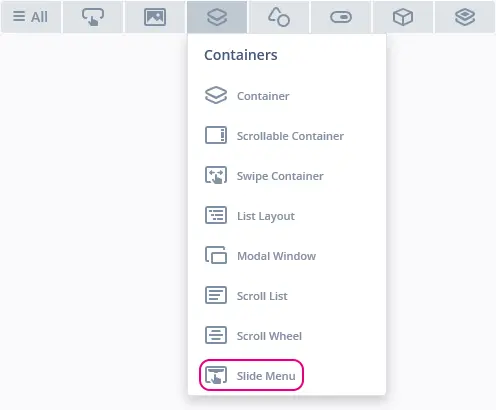 All
Containers
Container
Scrollable Container
Swipe Container
List Layout
Modal Window
Scroll List
Scroll Wheel
Slide Menu